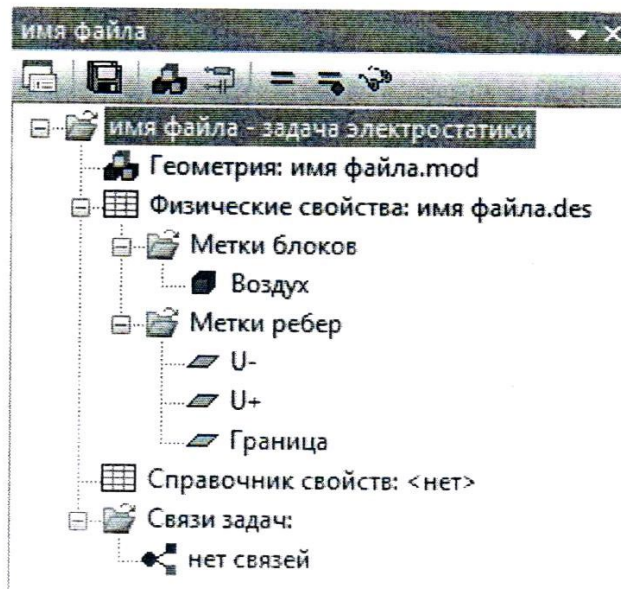 имя файла
имя файла - задача электростатики
Геометрия: имя файла.mod
Физические свойства: имя файла.des
Метки блоков
Воздух
Метки ребер
U-
U+
Граница
Справочник свойств: <нет>
Связи задач:
нет связей